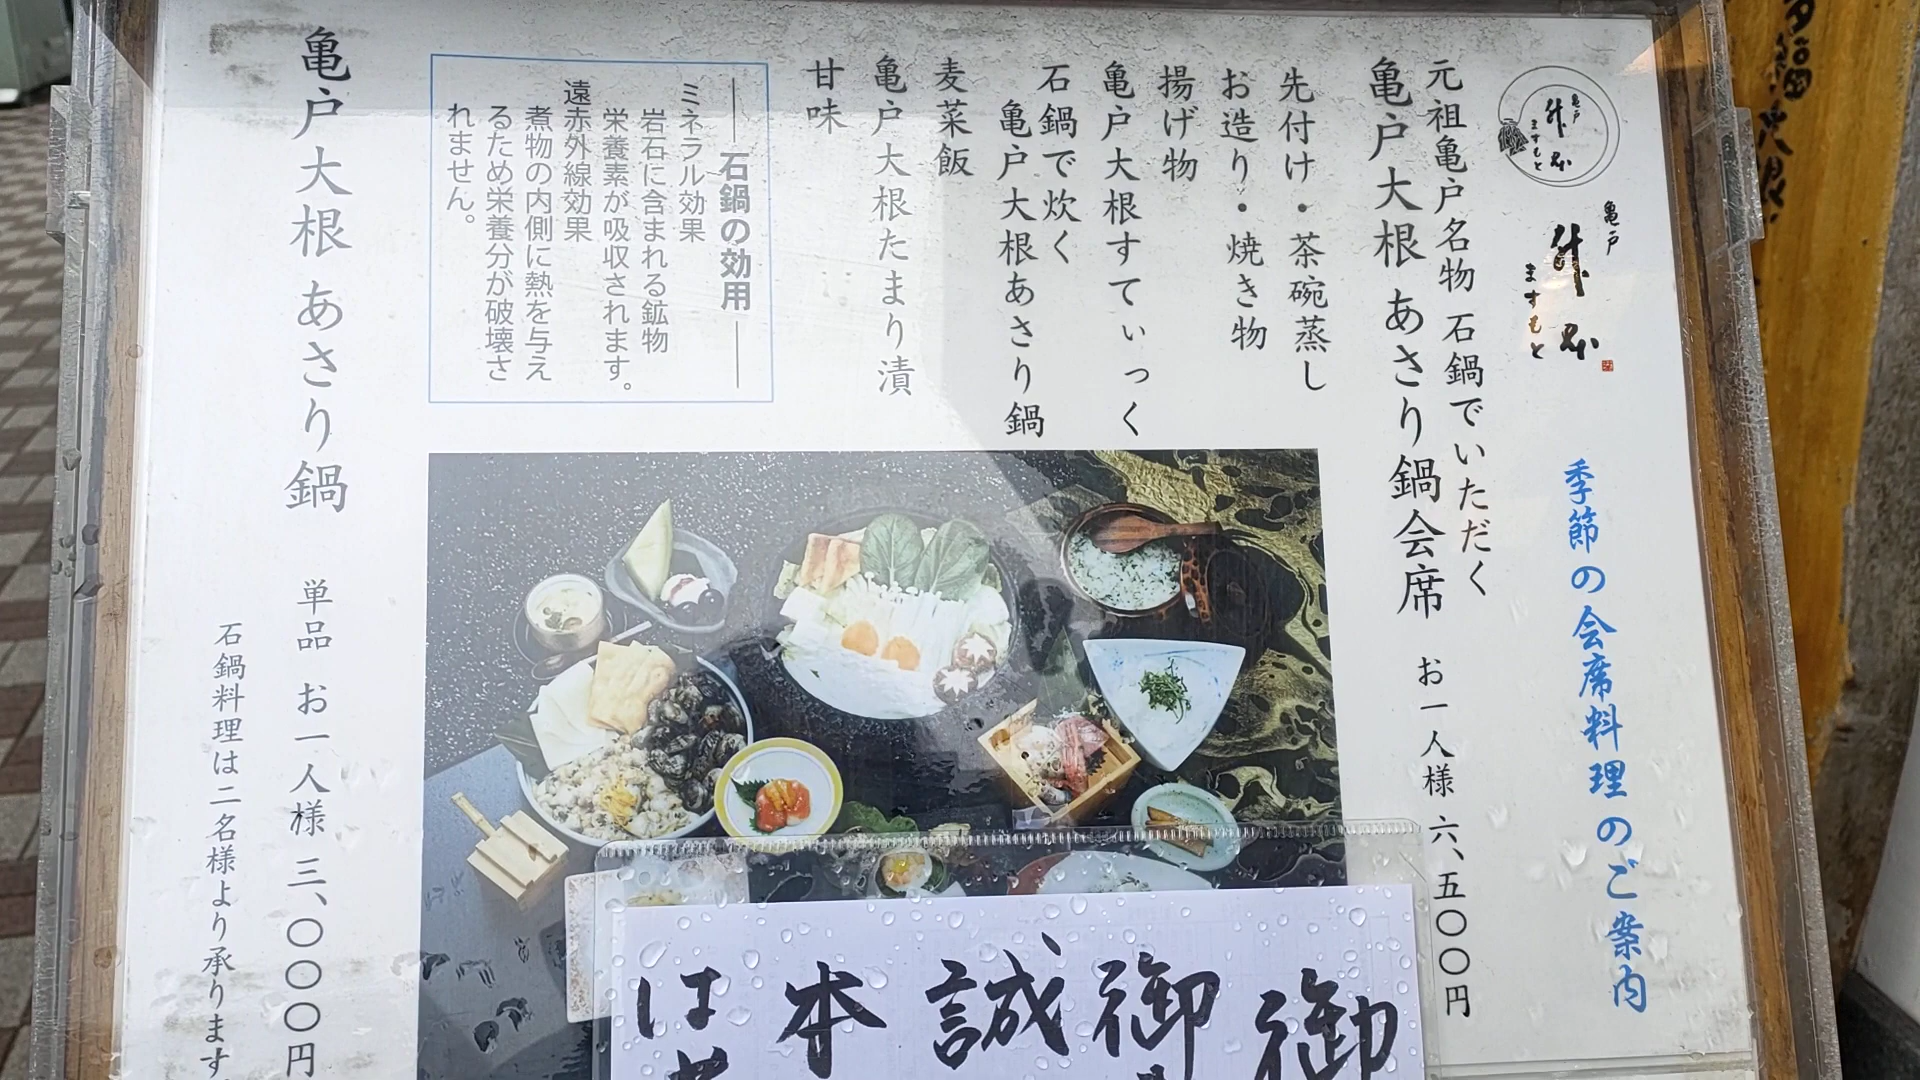 亀戸
升本
ますもと
亀戸
升本
ますもと
季節の会席料理のご案内
元祖亀戸名物 石鍋でいただく
亀戸大根 あさり鍋会席 お一人様 六、五〇〇円
先付け・茶碗蒸し
お造り・焼き物
揚げ物
亀戸大根すてぃっく
石鍋で炊く
亀戸大根あさり鍋
麦菜飯
亀戸大根たまり漬
甘味
石鍋の効用
ミネラル効果
岩石に含まれる鉱物
栄養素が吸収されます。
遠赤外線効果
煮物の内側に熱を与え
るため栄養分が破壊さ
れません。
亀戸大根 あさり鍋 単品 お一人様 三、〇〇〇円
石鍋料理は二名様より承ります。
御
御
誠
本
は